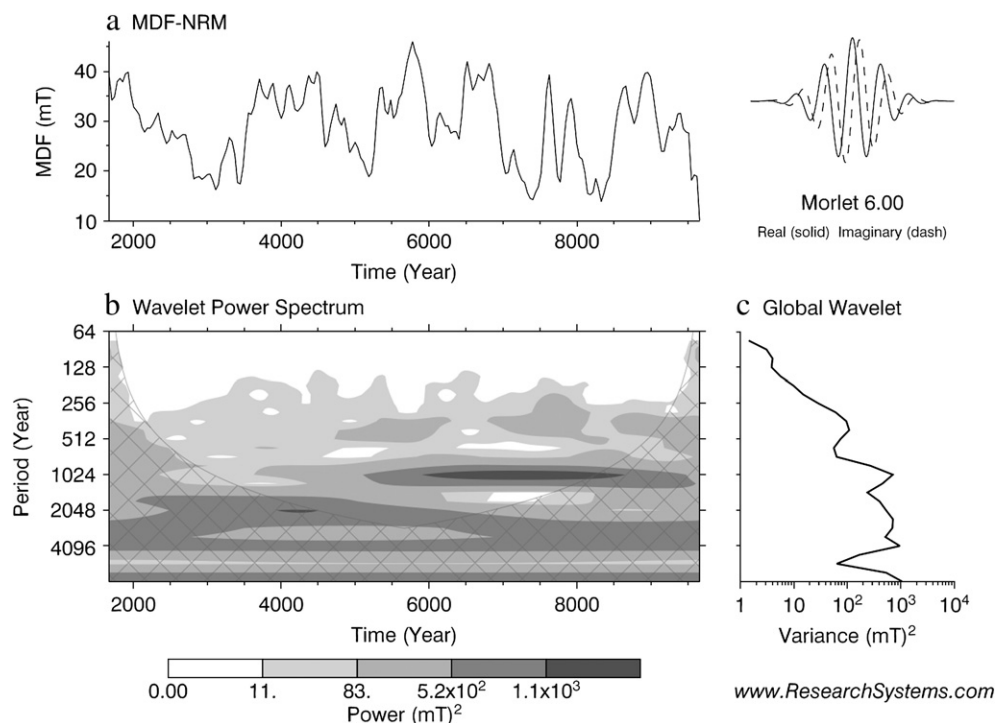 a MDF-NRM
MDF (mT)
40
30
20
10
2000 4000 6000 8000
Time (Year)
Morlet 6.00
Real (solid) Imaginary (dash)
b Wavelet Power Spectrum
Period (Year)
64
128
256
512
1024
2048
4096
2000 4000 6000 8000
Time (Year)
0.00 11. 83. 5.2x10² 1.1x10³
Power (mT)²
c Global Wavelet
1 10 10² 10³ 10⁴
Variance (mT)²
www.ResearchSystems.com